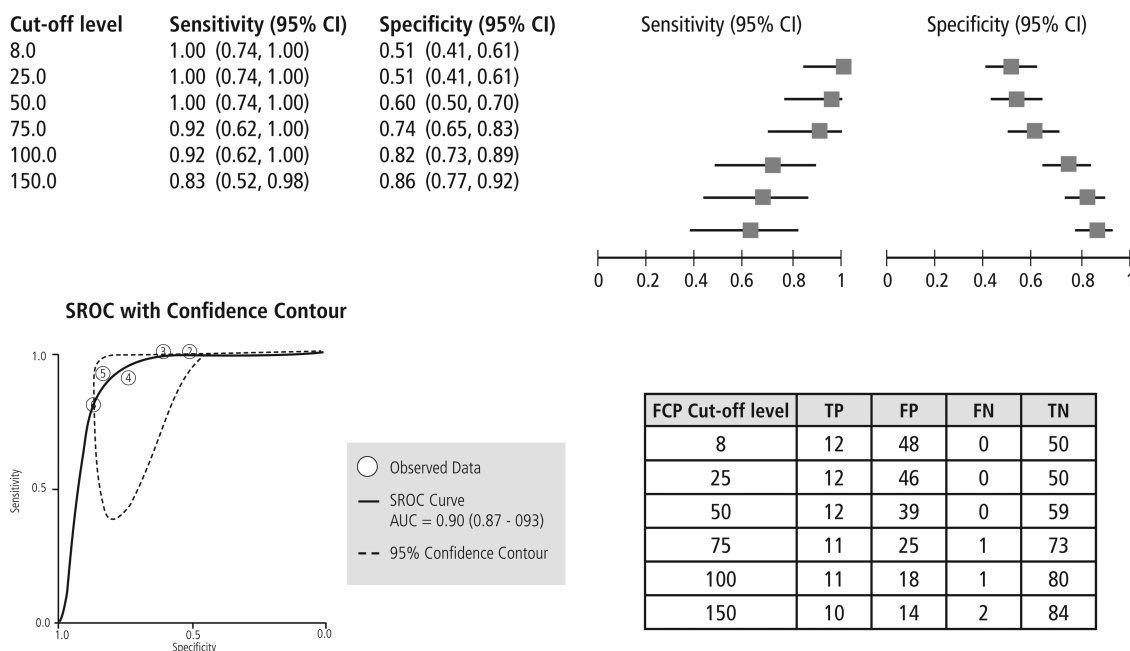 Cut-off level Sensitivity (95% CI) Specificity (95% CI)
8.0 1.00 (0.74, 1.00) 0.51 (0.41, 0.61)
25.0 1.00 (0.74, 1.00) 0.51 (0.41, 0.61)
50.0 1.00 (0.74, 1.00) 0.60 (0.50, 0.70)
75.0 0.92 (0.62, 1.00) 0.74 (0.65, 0.83)
100.0 0.92 (0.62, 1.00) 0.82 (0.73, 0.89)
150.0 0.83 (0.52, 0.98) 0.86 (0.77, 0.92)
Sensitivity (95% CI) Specificity (95% CI)
0 0.2 0.4 0.6 0.8 1 0 0.2 0.4 0.6 0.8 1
SROC with Confidence Contour
1.0
0.5
0.0
Sensitivity
3 2
5 4
6
1.0 0.5 0.0
Specificity
Observed Data
SROC Curve
AUC = 0.90 (0.87 - 093)
95% Confidence Contour
FCP Cut-off level TP FP FN TN
8 12 48 0 50
25 12 46 0 50
50 12 39 0 59
75 11 25 1 73
100 11 18 1 80
150 10 14 2 84